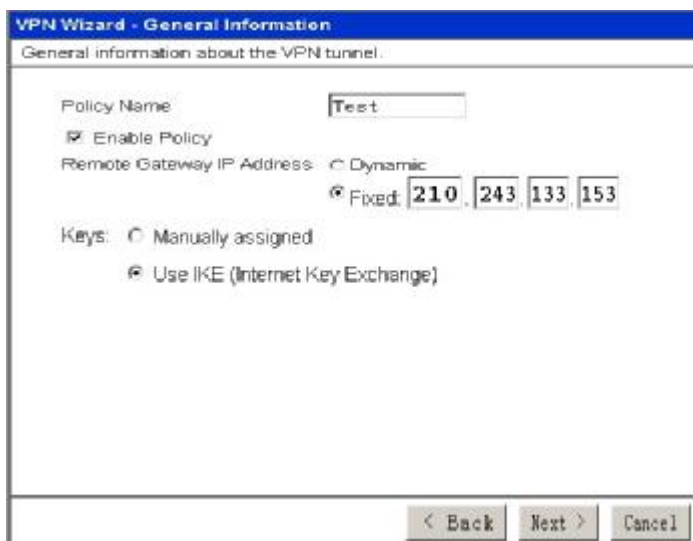 VPN Wizard - General Information
General information about the VPN tunnel.
Policy Name Test
Enable Policy
Remote Gateway IP Address Dynamic
Fixed: 210 . 243 . 133 . 153
Keys: Manually assigned
Use IKE (Internet Key Exchange)
< Back Next > Cancel